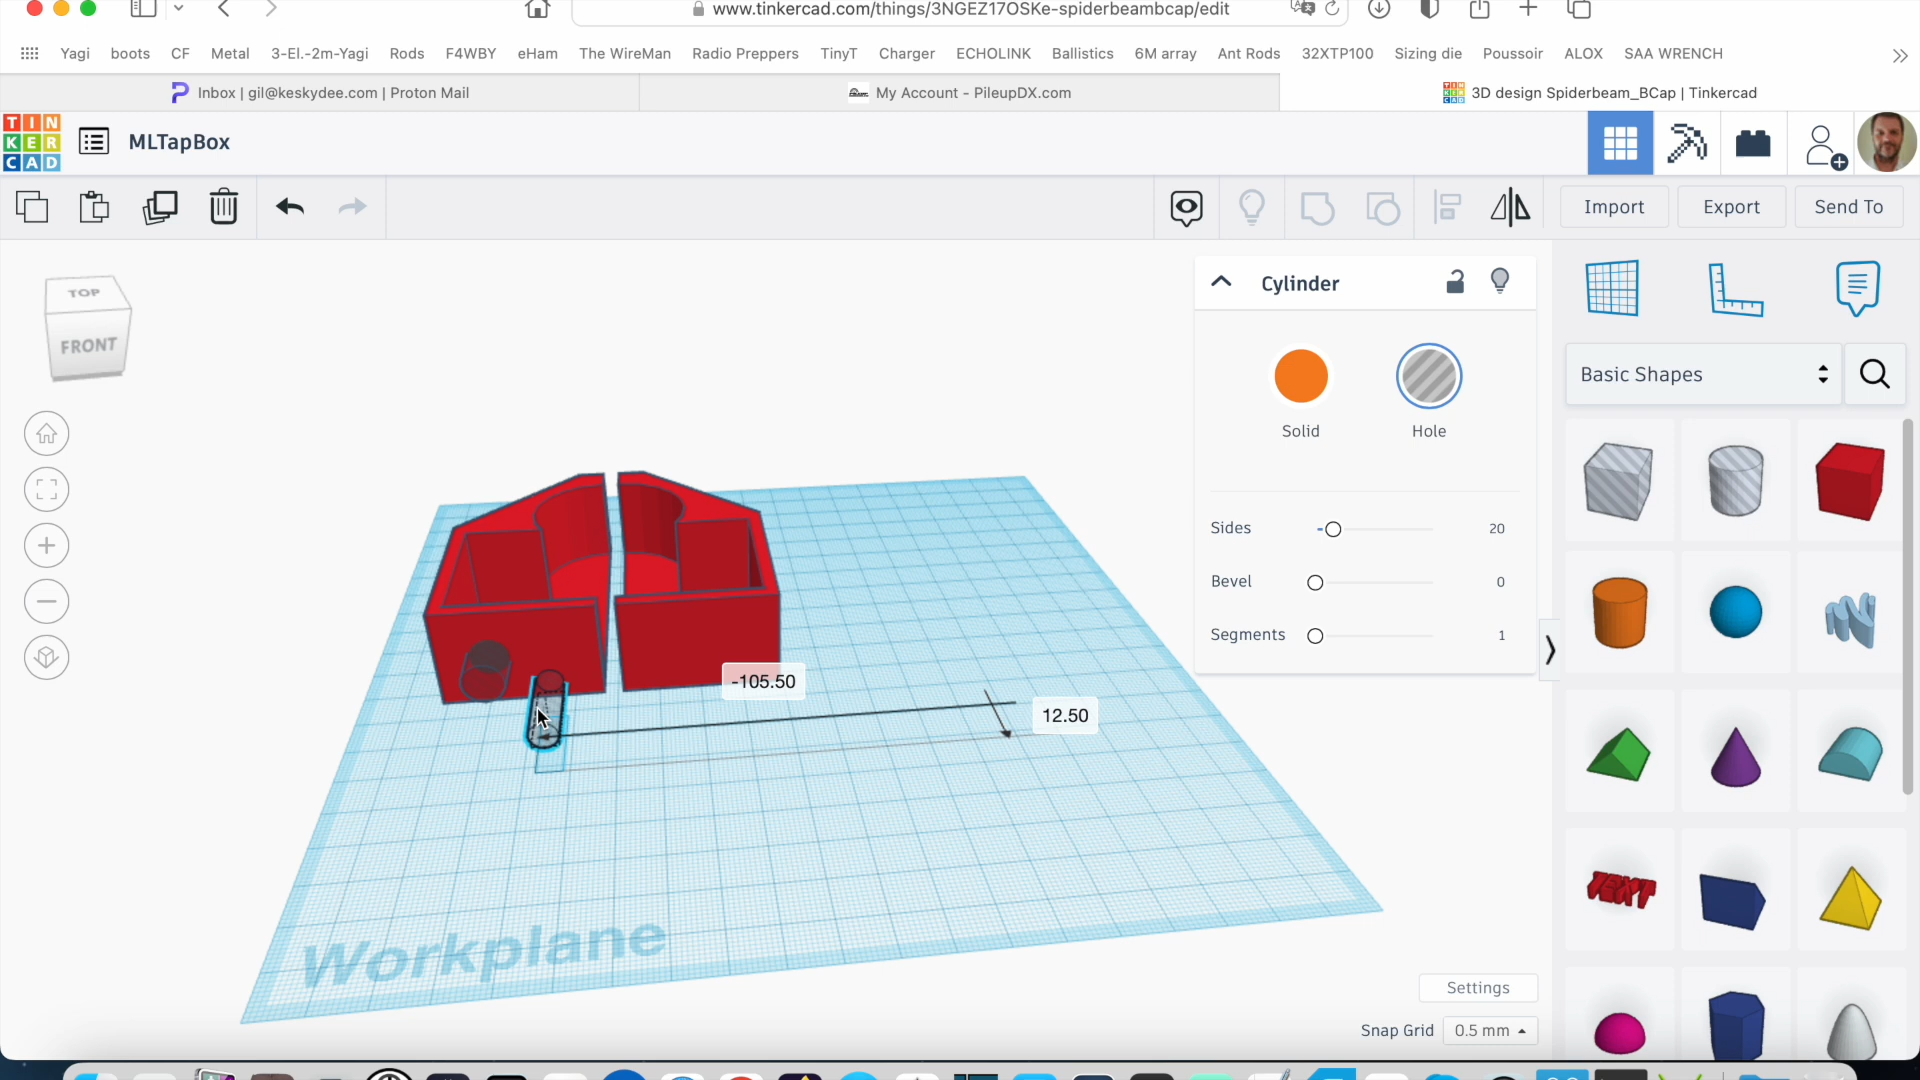 www.tinkercad.com/things/3NGEZ17OSKe-spiderbeambcap/edit
Yagi boots CF Metal 3-El.-2m-Yagi Rods F4WBY eHam The WireMan Radio Preppers TinyT Charger ECHOLINK Ballistics 6M array Ant Rods 32XTP100 Sizing die Poussoir ALOX SAA WRENCH
Inbox | gil@keskydee.com | Proton Mail My Account - PileupDX.com 3D design Spiderbeam_BCap | Tinkercad
TIN
KER
CAD
MLTapBox
Import Export Send To
TOP
FRONT
Cylinder
Solid Hole
Sides 20
Bevel 0
Segments 1
Basic Shapes
TEXT
-105.50
12.50
Workplane
Settings
Snap Grid 0.5 mm